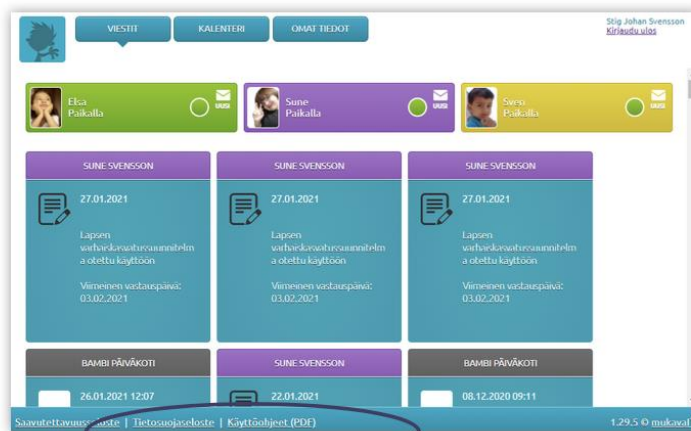 VIESTIT KALENTERI OMAT TIEDOT
Stig Johan Svensson
Kirjaudu ulos
Elsa
Paikalla
UUSI
Sune
Paikalla
UUSI
Sven
Paikalla
UUSI
SUNE SVENSSON
27.01.2021
Lapsen
varhaiskasvatussuunnitelm
a otettu käyttöön
Viimeinen vastauspäivä:
03.02.2021
SUNE SVENSSON
27.01.2021
Lapsen
varhaiskasvatussuunnitelm
a otettu käyttöön
Viimeinen vastauspäivä:
03.02.2021
SUNE SVENSSON
27.01.2021
Lapsen
varhaiskasvatussuunnitelm
a otettu käyttöön
Viimeinen vastauspäivä:
03.02.2021
BAMBI PÄIVÄKOTI
26.01.2021 12:07
SUNE SVENSSON
22.01.2021
BAMBI PÄIVÄKOTI
08.12.2020 09:11
Saavutettavuusseloste | Tietosuojaseloste | Käyttöohjeet (PDF) 1.29.5 © mukava